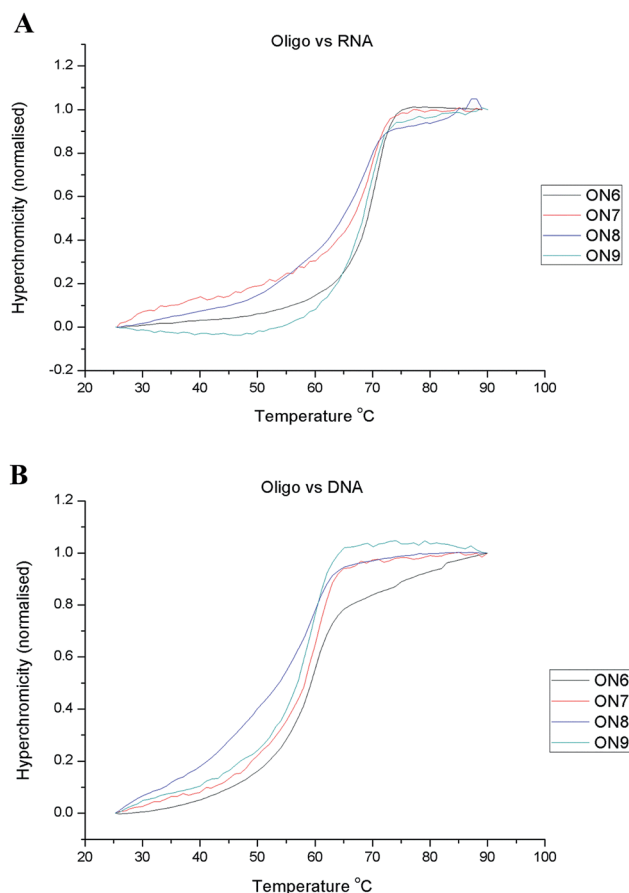 A
Oligo vs RNA
Hyperchromicity (normalised)
1.2
1.0
0.8
0.6
0.4
0.2
0.0
-0.2
20 30 40 50 60 70 80 90 100
Temperature °C
ON6
ON7
ON8
ON9
B
Oligo vs DNA
Hyperchromicity (normalised)
1.2
1.0
0.8
0.6
0.4
0.2
0.0
20 30 40 50 60 70 80 90 100
Temperature °C
ON6
ON7
ON8
ON9